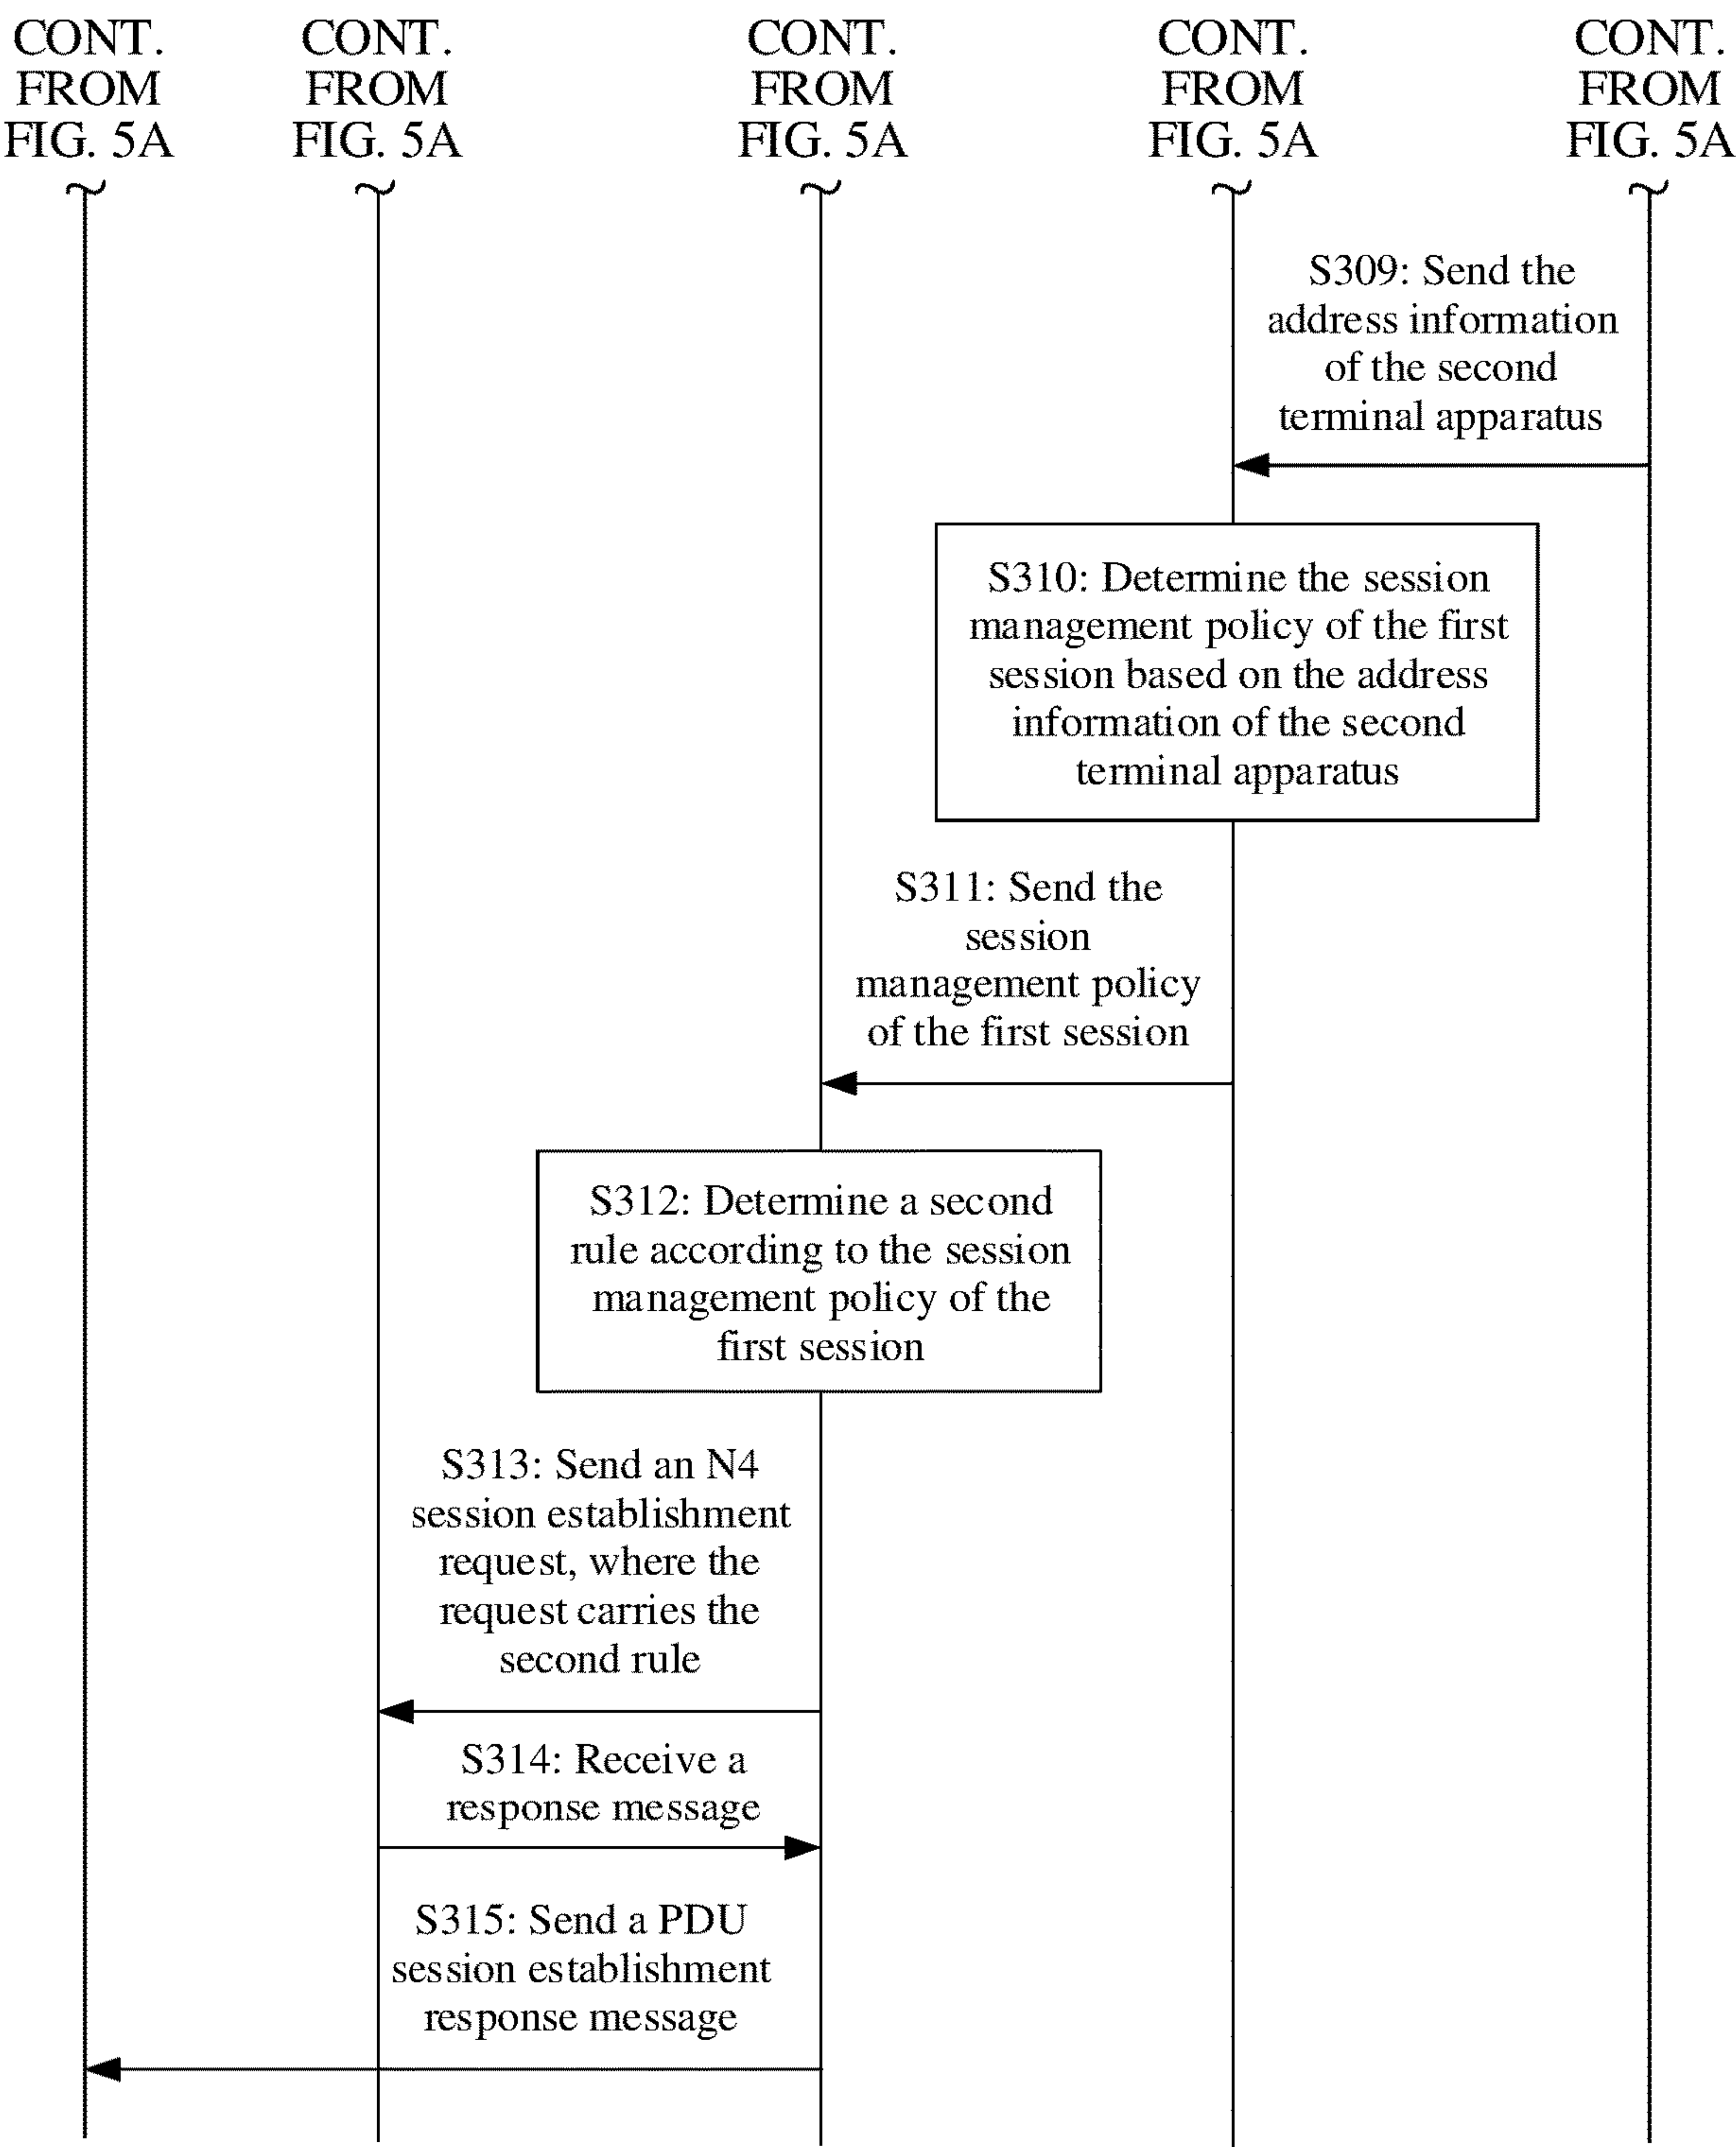 CONT.
FROM
FIG. 5A
CONT.
FROM
FIG. 5A
CONT.
FROM
FIG. 5A
CONT.
FROM
FIG. 5A
CONT.
FROM
FIG. 5A
S309: Send the
address information
of the second
terminal apparatus
S310: Determine the session
management policy of the first
session based on the address
information of the second
terminal apparatus
S311: Send the
session
management policy
of the first session
S312: Determine a second
rule according to the session
management policy of the
first session
S313: Send an N4
session establishment
request, where the
request carries the
second rule
S314: Receive a
response message
S315: Send a PDU
session establishment
response message